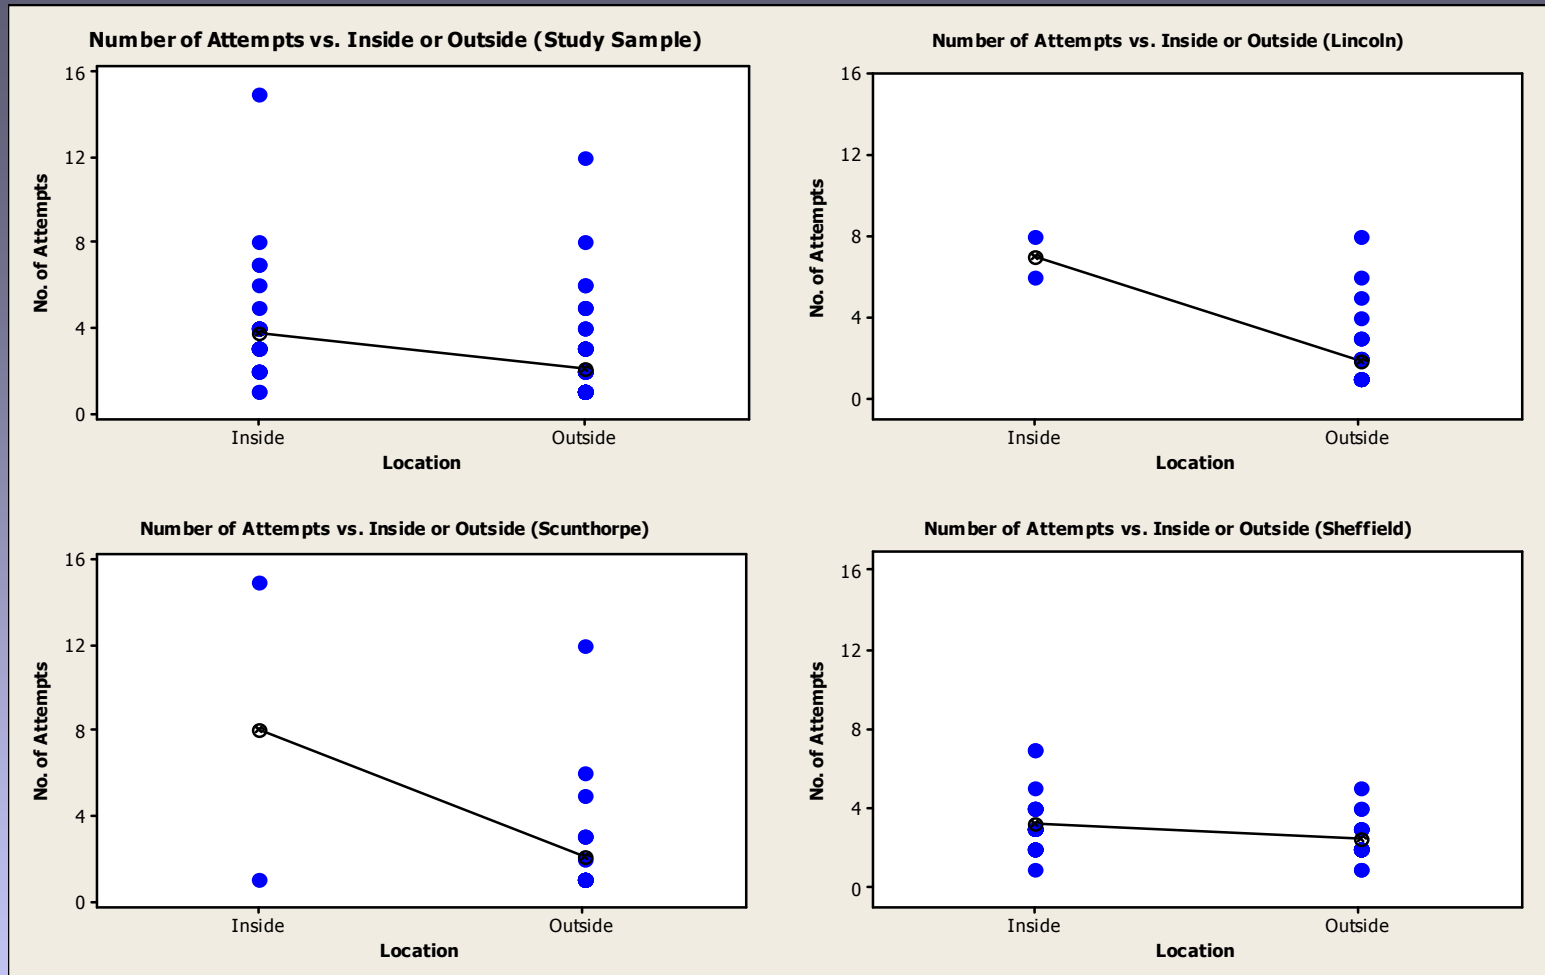 Number of Attempts vs. Inside or Outside (Study Sample)
16
12
8
4
0
No. of Attempts
Inside
Outside
Location
Number of Attempts vs. Inside or Outside (Lincoln)
16
12
8
4
0
No. of Attempts
Inside
Outside
Location
Number of Attempts vs. Inside or Outside (Scunthorpe)
16
12
8
4
0
No. of Attempts
Inside
Outside
Location
Number of Attempts vs. Inside or Outside (Sheffield)
16
12
8
4
0
No. of Attempts
Inside
Outside
Location